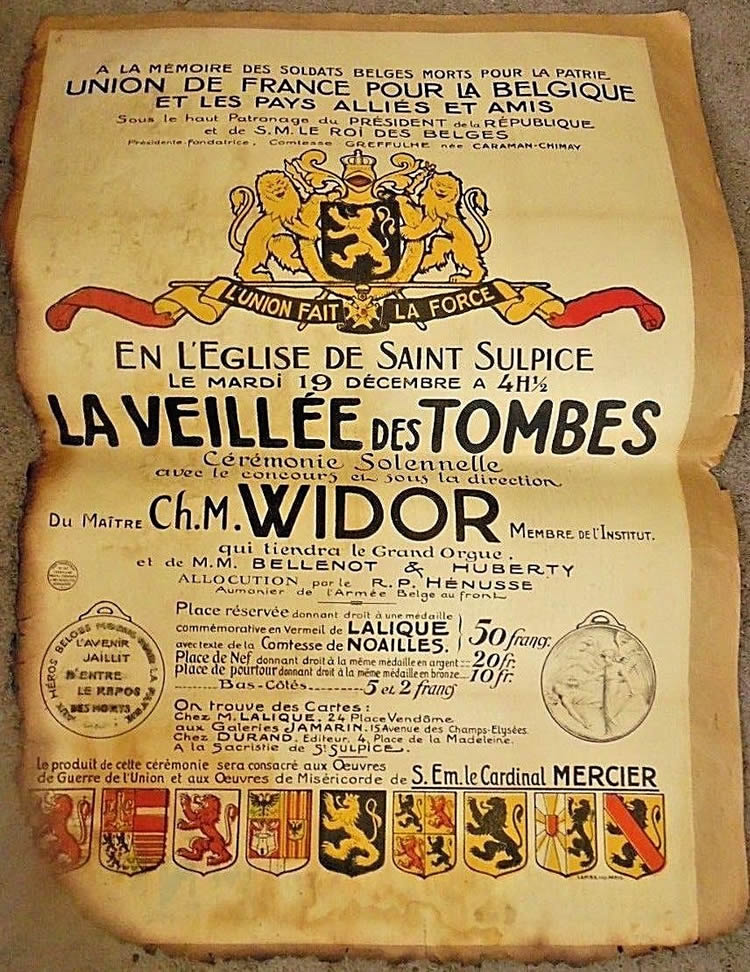 A LA MÉMOIRE DES SOLDATS BELGES MORTS POUR LA PATRIE
UNION DE FRANCE POUR LA BELGIQUE
ET LES PAYS ALLIÉS ET AMIS
Sous le haut Patronage du PRÉSIDENT de la RÉPUBLIQUE
et de S.M. LE ROI DES BELGES
Présidente-fondatrice, Comtesse GREFFULHE née CARAMAN-CHIMAY
L'UNION FAIT LA FORCE
EN L'EGLISE DE SAINT SULPICE
LE MARDI 19 DÉCEMBRE A 4H½
LA VEILLÉE DES TOMBES
Cérémonie Solennelle
avec le concours et sous la direction
DU MAÎTRE Ch.M. WIDOR MEMBRE DE L'INSTITUT.
qui tiendra le Grand Orgue.
et de M.M. BELLENOT & HUBERTY
ALLOCUTION par le R.P. HÉNUSSE
Aumonier de l'Armée Belge au front
Place réservée donnant droit à une médaille
commémorative en Vermeil de LALIQUE
avec texte de la Comtesse de NOAILLES. 50 francs.
Place de Nef donnant droit à la même médaille en argent 20 fr.
Place de pourtour donnant droit à la même médaille en bronze 10 fr.
Bas-Côtés 5 et 2 francs
AUX HÉROS BELGES MORTS POUR LA PATRIE
L'AVENIR
JAILLIT
D'ENTRE
LE REPOS
DES MORTS
On trouve des Cartes :
Chez M. LALIQUE, 24 Place Vendôme
aux Galeries JAMARIN, 15 Avenue des Champs-Elysées.
Chez DURAND, Editeur, 4, Place de la Madeleine.
A la Sacristie de St SULPICE.
Le produit de cette cérémonie sera consacré aux Œuvres
de Guerre de l'Union et aux Œuvres de Miséricorde de S. Em. le Cardinal MERCIER